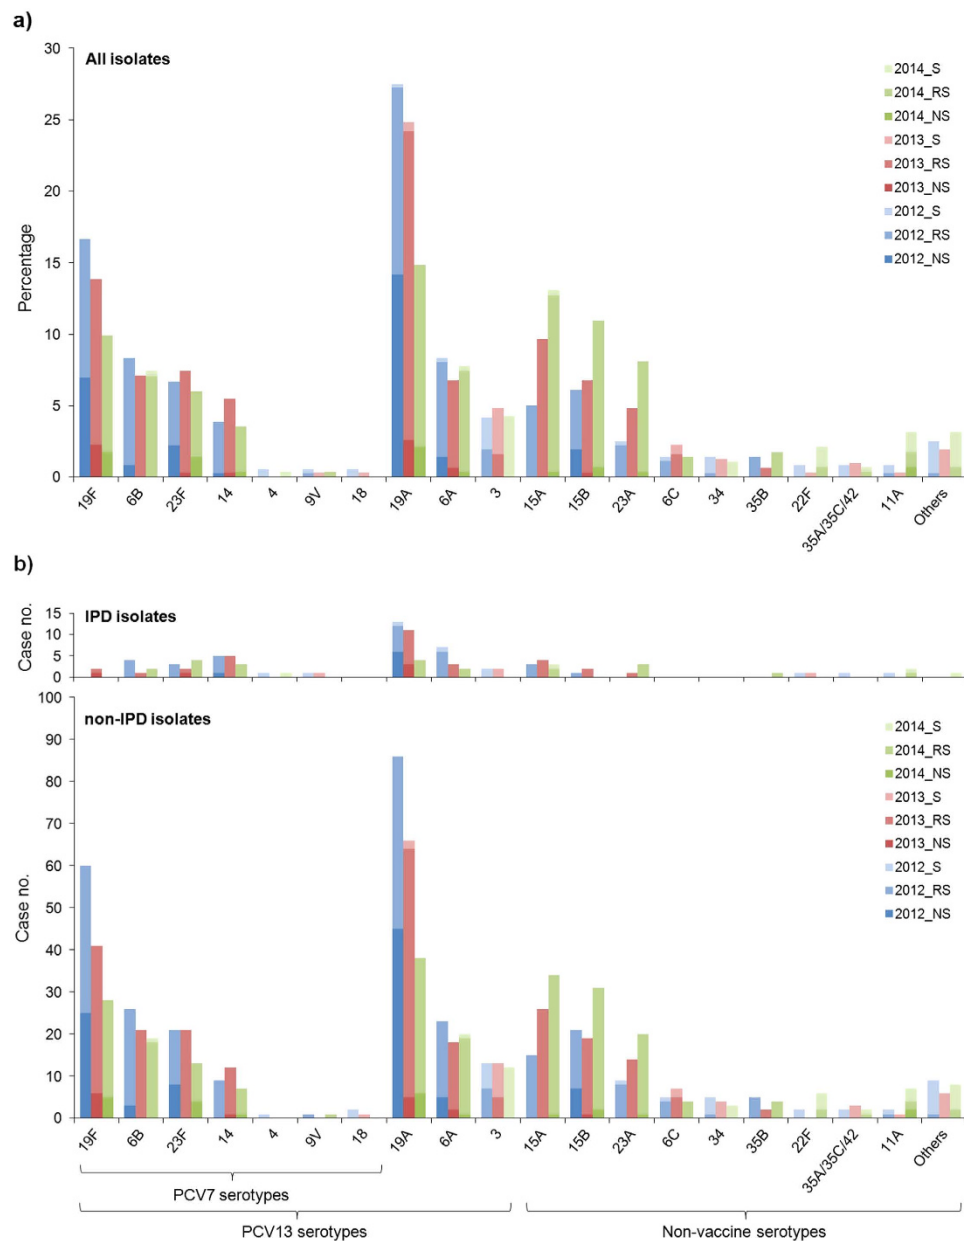 a)
All isolates
Percentage
30
25
20
15
10
5
0
2014_S
2014_RS
2014_NS
2013_S
2013_RS
2013_NS
2012_S
2012_RS
2012_NS
19F
6B
23F
14
4
9V
18
19A
6A
3
15A
15B
23A
6C
34
35B
22F
35A/35C/42
11A
Others
b)
IPD isolates
Case no.
15
10
5
0
non-IPD isolates
Case no.
100
90
80
70
60
50
40
30
20
10
0
2014_S
2014_RS
2014_NS
2013_S
2013_RS
2013_NS
2012_S
2012_RS
2012_NS
19F
6B
23F
14
4
9V
18
19A
6A
3
15A
15B
23A
6C
34
35B
22F
35A/35C/42
11A
Others
PCV7 serotypes
PCV13 serotypes
Non-vaccine serotypes